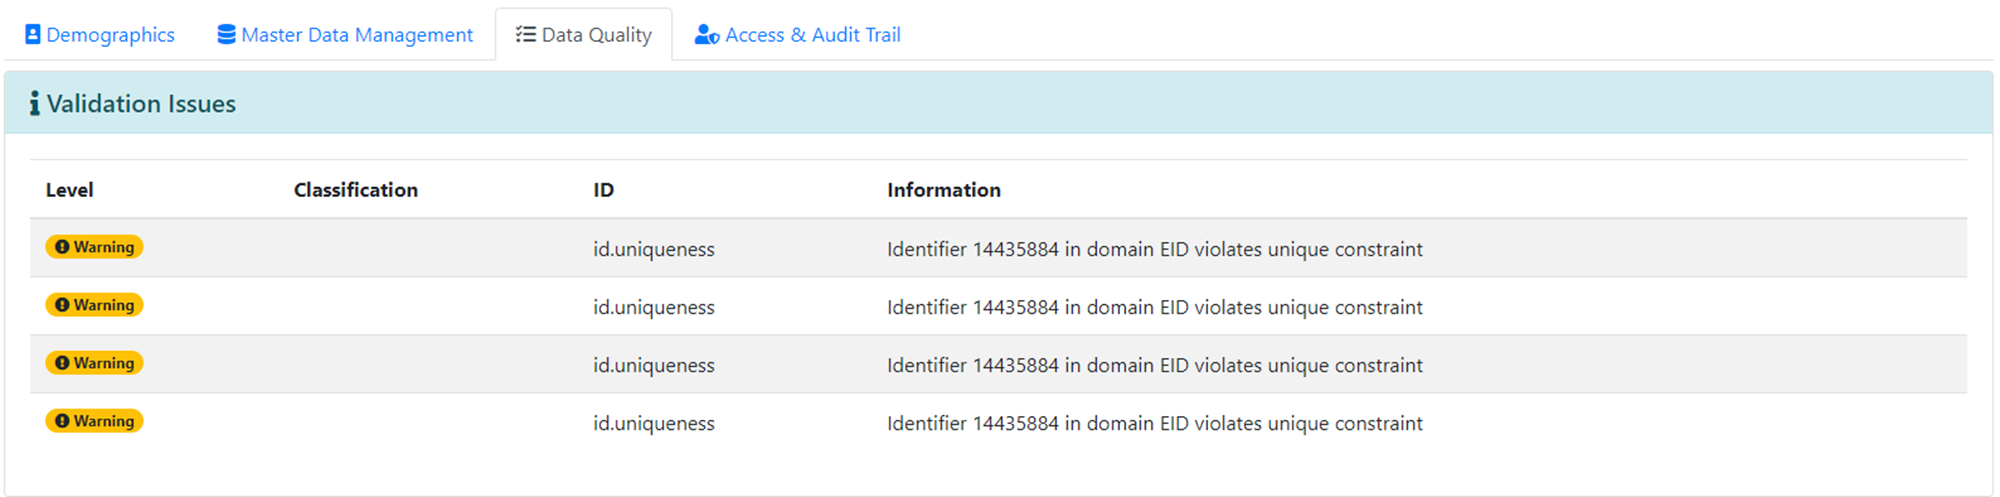 Demographics Master Data Management Data Quality Access & Audit Trail
Validation Issues
Level Classification ID Information
Warning id.uniqueness Identifier 14435884 in domain EID violates unique constraint
Warning id.uniqueness Identifier 14435884 in domain EID violates unique constraint
Warning id.uniqueness Identifier 14435884 in domain EID violates unique constraint
Warning id.uniqueness Identifier 14435884 in domain EID violates unique constraint